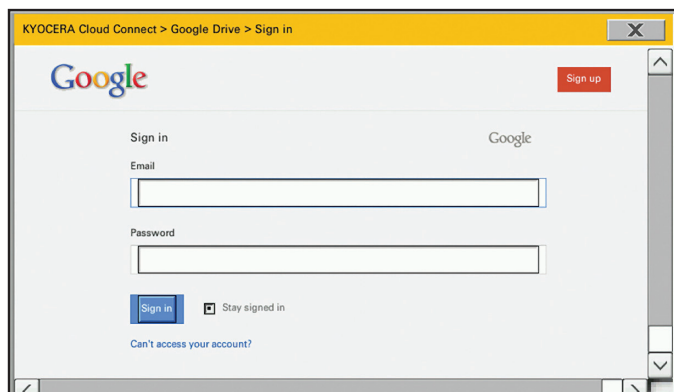 KYOCERA Cloud Connect > Google Drive > Sign in
X
Google
Sign up
Sign in
Google
Email
Password
Sign in
Stay signed in
Can't access your account?